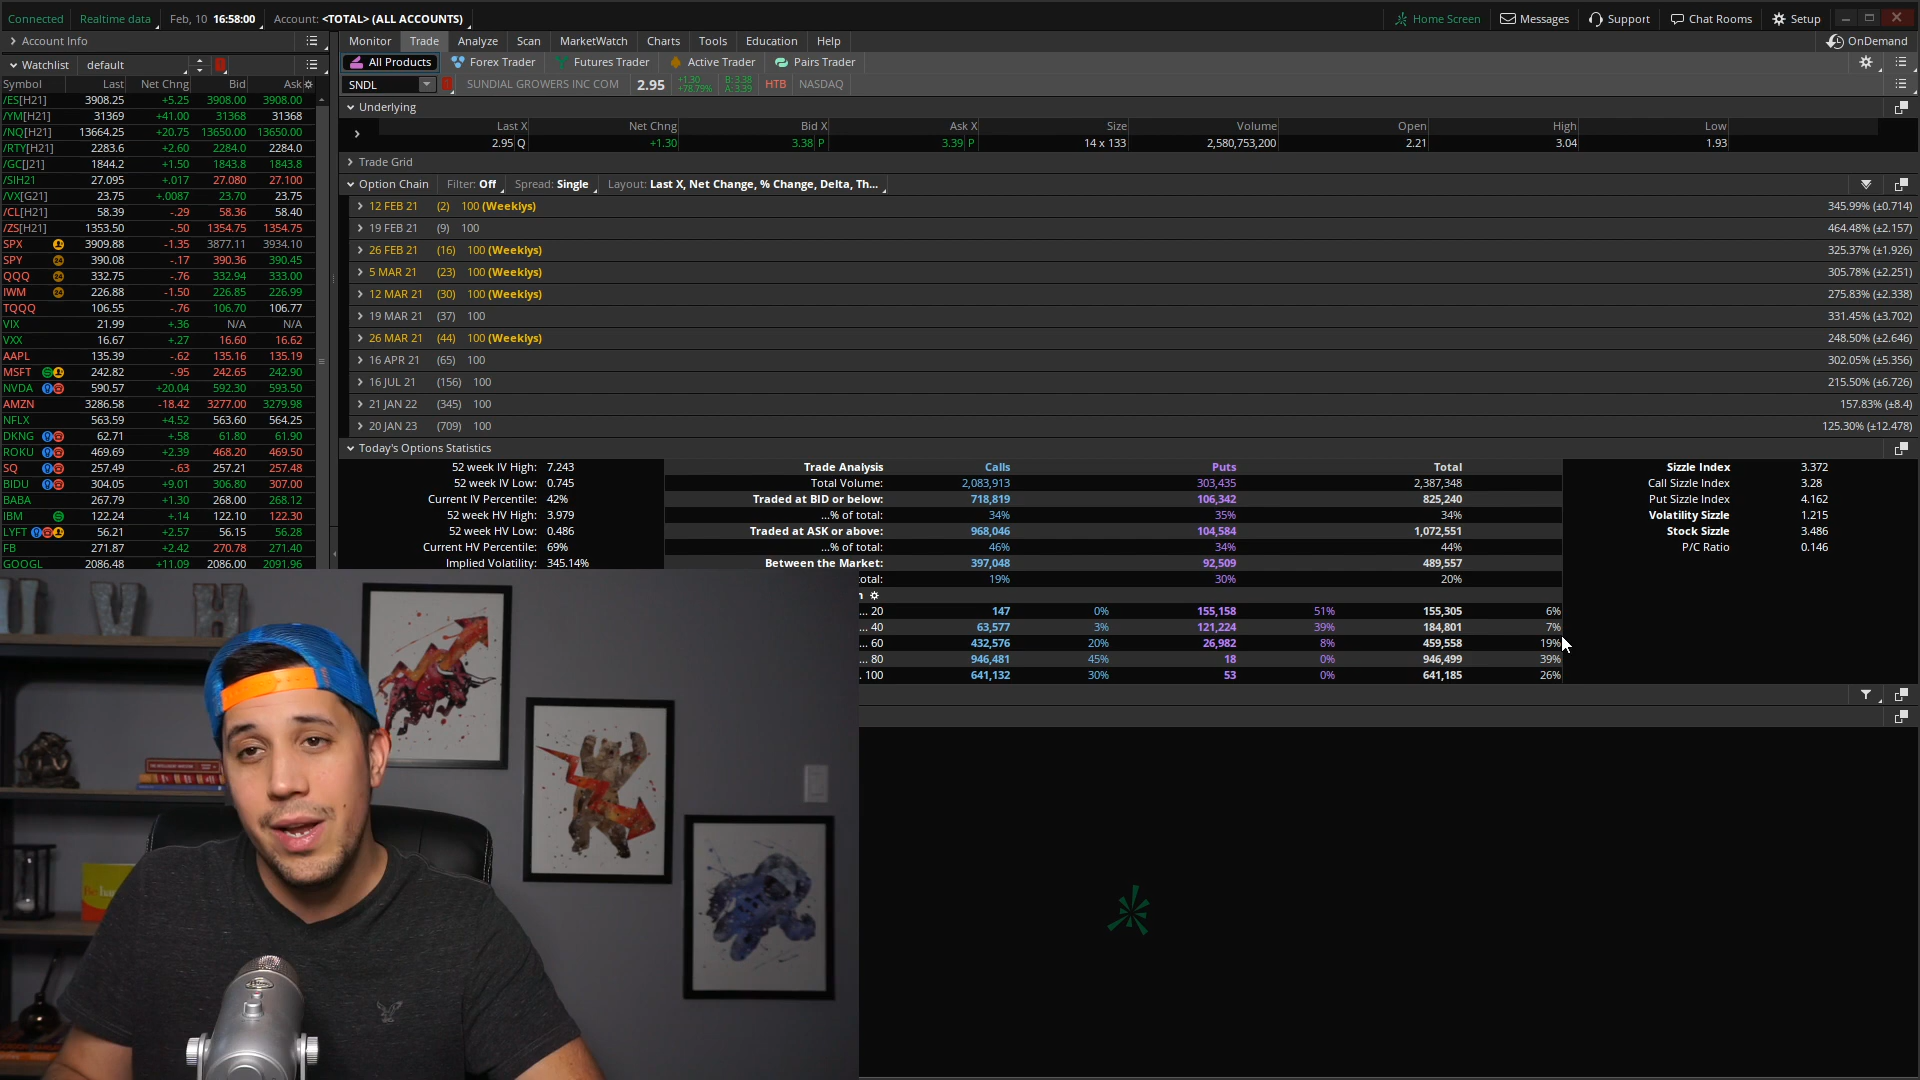 Connected Realtime data Feb, 10 16:58:00 Account: <TOTAL> (ALL ACCOUNTS) Home Screen Messages Support Chat Rooms Setup
Account Info
Monitor Trade Analyze Scan MarketWatch Charts Tools Education Help OnDemand
Watchlist default
All Products Forex Trader Futures Trader Active Trader Pairs Trader
Symbol Last Net Chng Bid Ask
SNDL SUNDIAL GROWERS INC COM 2.95 +1.30 +78.79% B: 3.38 A: 3.39 HTB NASDAQ
/ES[H21] 3908.25 +5.25 3908.00 3908.00
/YM[H21] 31369 +41.00 31368 31368
/NQ[H21] 13664.25 +20.75 13650.00 13650.00
/RTY[H21] 2283.6 +2.60 2284.0 2284.0
/GC[J21] 1844.2 +1.50 1843.8 1843.8
/SIH21 27.095 +.017 27.080 27.100
/VX[G21] 23.75 +.0087 23.70 23.75
/CL[H21] 58.39 -.29 58.36 58.40
/ZS[H21] 1353.50 -.50 1354.75 1354.75
SPX 3909.88 -1.35 3877.11 3934.10
SPY 390.08 -.17 390.36 390.45
QQQ 332.75 -.76 332.94 333.00
IWM 226.88 -1.50 226.85 226.99
TQQQ 106.55 -.76 106.70 106.77
VIX 21.99 +.36 N/A N/A
VXX 16.67 +.27 16.60 16.62
AAPL 135.39 -.62 135.16 135.19
MSFT 242.82 -.95 242.65 242.90
NVDA 590.57 +20.04 592.30 593.50
AMZN 3286.58 -18.42 3277.00 3279.98
NFLX 563.59 +4.52 563.60 564.25
DKNG 62.71 +.58 61.80 61.90
ROKU 469.69 +2.39 468.20 469.50
SQ 257.49 -.63 257.21 257.48
BIDU 304.05 +9.01 306.80 307.00
BABA 267.79 +1.30 268.00 268.12
IBM 122.24 +.14 122.10 122.30
LYFT 56.21 +2.57 56.15 56.28
FB 271.87 +2.42 270.78 271.40
GOOGL 2086.48 +11.09 2086.00 2091.96
Underlying
Last X Net Chng Bid X Ask X Size Volume Open High Low
2.95 Q +1.30 3.38 P 3.39 P 14 x 133 2,580,753,200 2.21 3.04 1.93
Trade Grid
Option Chain Filter: Off Spread: Single Layout: Last X, Net Change, % Change, Delta, Th...
12 FEB 21 (2) 100 (Weeklys) 345.99% (±0.714)
19 FEB 21 (9) 100 464.48% (±2.157)
26 FEB 21 (16) 100 (Weeklys) 325.37% (±1.926)
5 MAR 21 (23) 100 (Weeklys) 305.78% (±2.251)
12 MAR 21 (30) 100 (Weeklys) 275.83% (±2.338)
19 MAR 21 (37) 100 331.45% (±3.702)
26 MAR 21 (44) 100 (Weeklys) 248.50% (±2.646)
16 APR 21 (65) 100 302.05% (±5.356)
16 JUL 21 (156) 100 215.50% (±6.726)
21 JAN 22 (345) 100 157.83% (±8.4)
20 JAN 23 (709) 100 125.30% (±12.478)
Today's Options Statistics
52 week IV High: 7.243
52 week IV Low: 0.745
Current IV Percentile: 42%
52 week HV High: 3.979
52 week HV Low: 0.486
Current HV Percentile: 69%
Implied Volatility: 345.14%
Trade Analysis Calls Puts Total
Total Volume: 2,083,913 303,435 2,387,348
Traded at BID or below: 718,819 106,342 825,240
...% of total: 34% 35% 34%
Traded at ASK or above: 968,046 104,584 1,072,551
...% of total: 46% 34% 44%
Between the Market: 397,048 92,509 489,557
otal: 19% 30% 20%
n
... 20 147 0% 155,158 51% 155,305 6%
... 40 63,577 3% 121,224 39% 184,801 7%
... 60 432,576 20% 26,982 8% 459,558 19%
... 80 946,481 45% 18 0% 946,499 39%
. 100 641,132 30% 53 0% 641,185 26%
Sizzle Index 3.372
Call Sizzle Index 3.28
Put Sizzle Index 4.162
Volatility Sizzle 1.215
Stock Sizzle 3.486
P/C Ratio 0.146